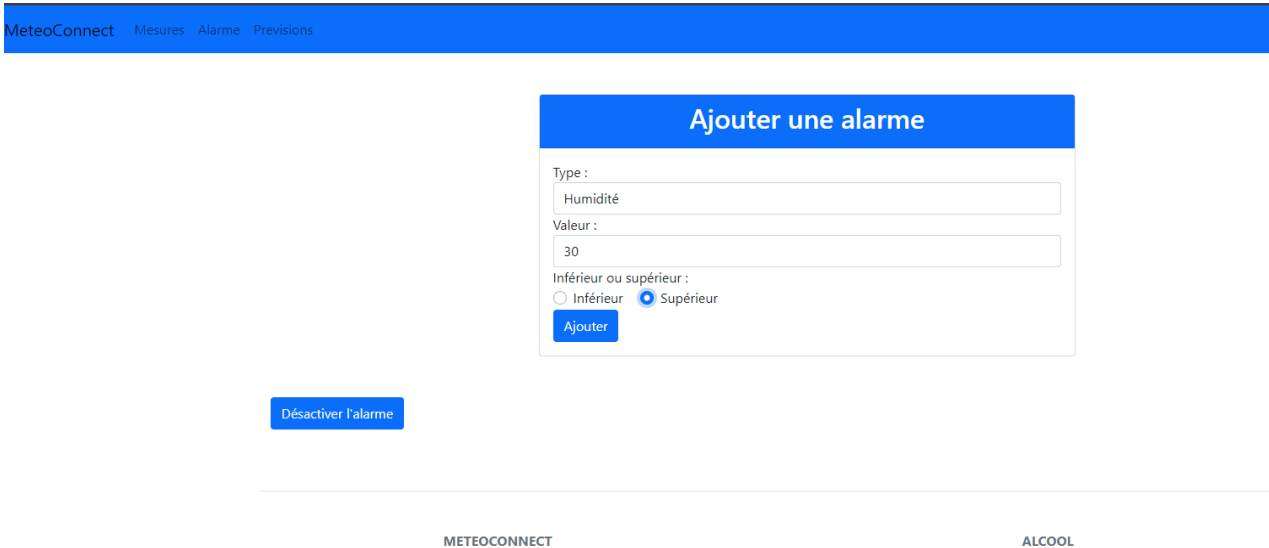 MeteoConnect Mesures Alarme Previsions
Ajouter une alarme
Type :
Humidité
Valeur :
30
Inférieur ou supérieur :
Inférieur Supérieur
Ajouter
Désactiver l'alarme
METEOCONNECT ALCOOL